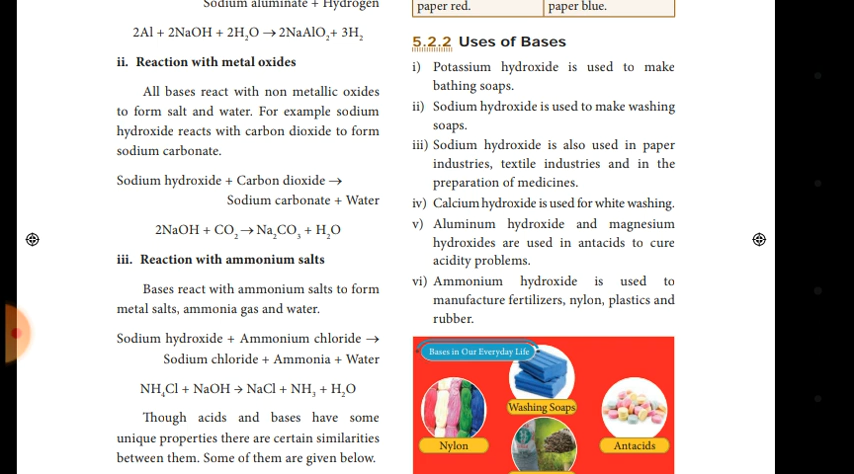 Sodium aluminate + Hydrogen
2Al + 2NaOH + 2H₂O → 2NaAlO₂+ 3H₂
ii. Reaction with metal oxides
All bases react with non metallic oxides
to form salt and water. For example sodium
hydroxide reacts with carbon dioxide to form
sodium carbonate.
Sodium hydroxide + Carbon dioxide →
Sodium carbonate + Water
2NaOH + CO₂ → Na₂CO₃ + H₂O
iii. Reaction with ammonium salts
Bases react with ammonium salts to form
metal salts, ammonia gas and water.
Sodium hydroxide + Ammonium chloride →
Sodium chloride + Ammonia + Water
NH₄Cl + NaOH → NaCl + NH₃ + H₂O
Though acids and bases have some
unique properties there are certain similarities
between them. Some of them are given below.
paper red. paper blue.
5.2.2 Uses of Bases
i) Potassium hydroxide is used to make
bathing soaps.
ii) Sodium hydroxide is used to make washing
soaps.
iii) Sodium hydroxide is also used in paper
industries, textile industries and in the
preparation of medicines.
iv) Calcium hydroxide is used for white washing.
v) Aluminum hydroxide and magnesium
hydroxides are used in antacids to cure
acidity problems.
vi) Ammonium hydroxide is used to
manufacture fertilizers, nylon, plastics and
rubber.
Bases in Our Everyday Life
Washing Soaps
Nylon
Antacids